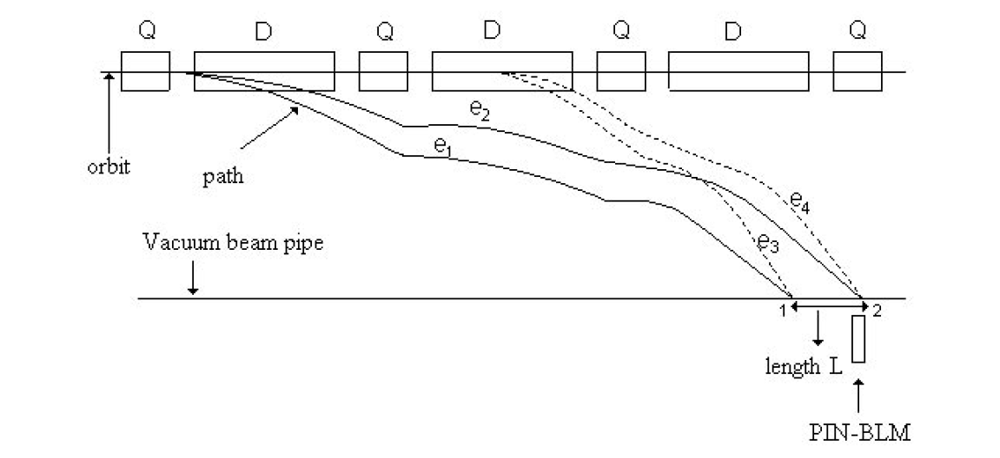 Q D Q D Q D Q
e2
e1
orbit
path
e4
e3
Vacuum beam pipe
1 2
length L
PIN-BLM